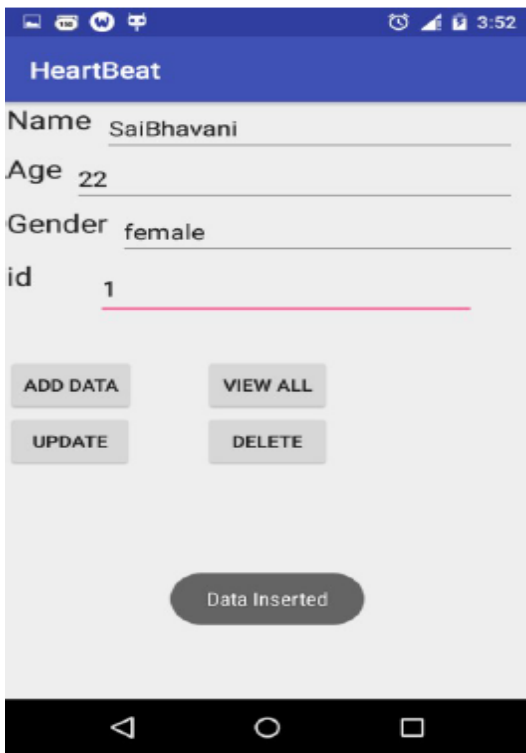 3:52
HeartBeat
Name SaiBhavani
Age 22
Gender female
id 1
ADD DATA VIEW ALL
UPDATE DELETE
Data Inserted